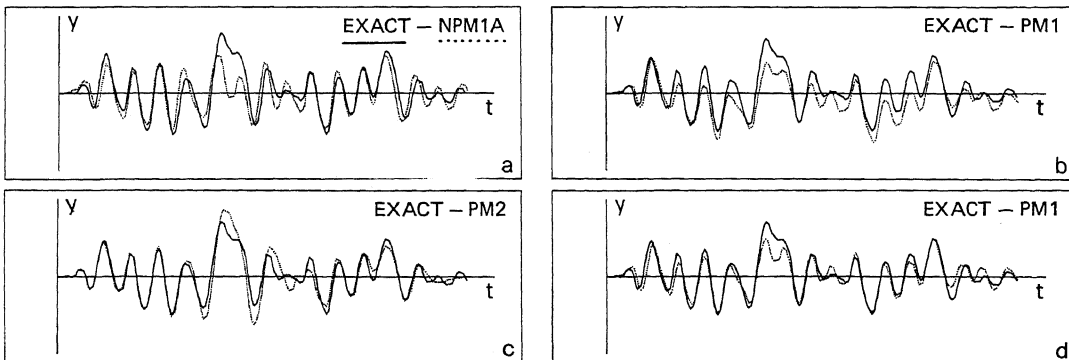 y
EXACT – NPM1A
t
a
y
EXACT – PM1
t
b
y
EXACT – PM2
t
c
y
EXACT – PM1
t
d